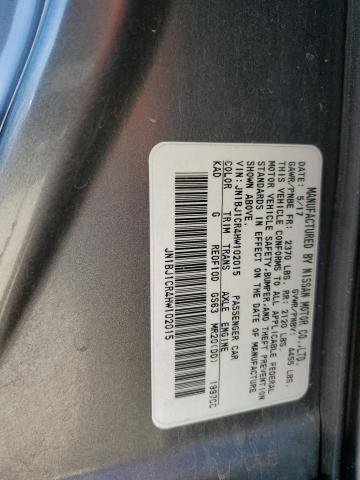 MANUFACTURED BY NISSAN MOTOR CO.,LTD.
DATE: 5/17 GVWR/PNBV: 4455 LBS.
GAWR/PNBE FR: 2370 LBS. RR: 2120 LBS.
THIS VEHICLE CONFORMS TO ALL APPLICABLE FEDERAL
MOTOR VEHICLE SAFETY,BUMPER,AND THEFT PREVENTION
STANDARDS IN EFFECT ON THE DATE OF MANUFACTURE
SHOWN ABOVE.
VIN: JN1BJ1CR4HW102015 PASSENGER CAR
COLOR TRIM TRANS AXLE ENGINE
KAD G RE0F10D GS63 MR20(DD) 1997CC
JN1BJ1CR4HW102015